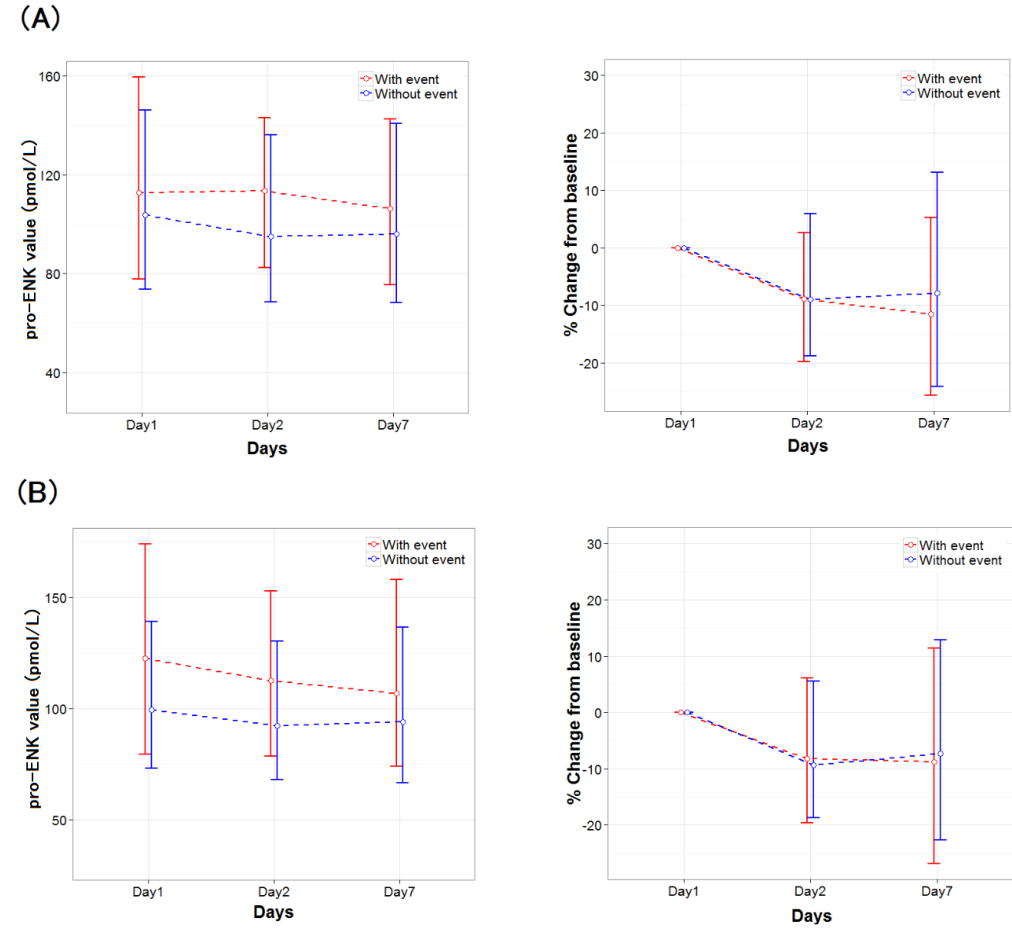 (A)
pro-ENK value (pmol/L)
160
120
80
40
With event
Without event
Day1
Day2
Day7
Days
% Change from baseline
30
20
10
0
-10
-20
With event
Without event
Day1
Day2
Day7
Days
(B)
pro-ENK value (pmol/L)
150
100
50
With event
Without event
Day1
Day2
Day7
Days
% Change from baseline
30
20
10
0
-10
-20
With event
Without event
Day1
Day2
Day7
Days